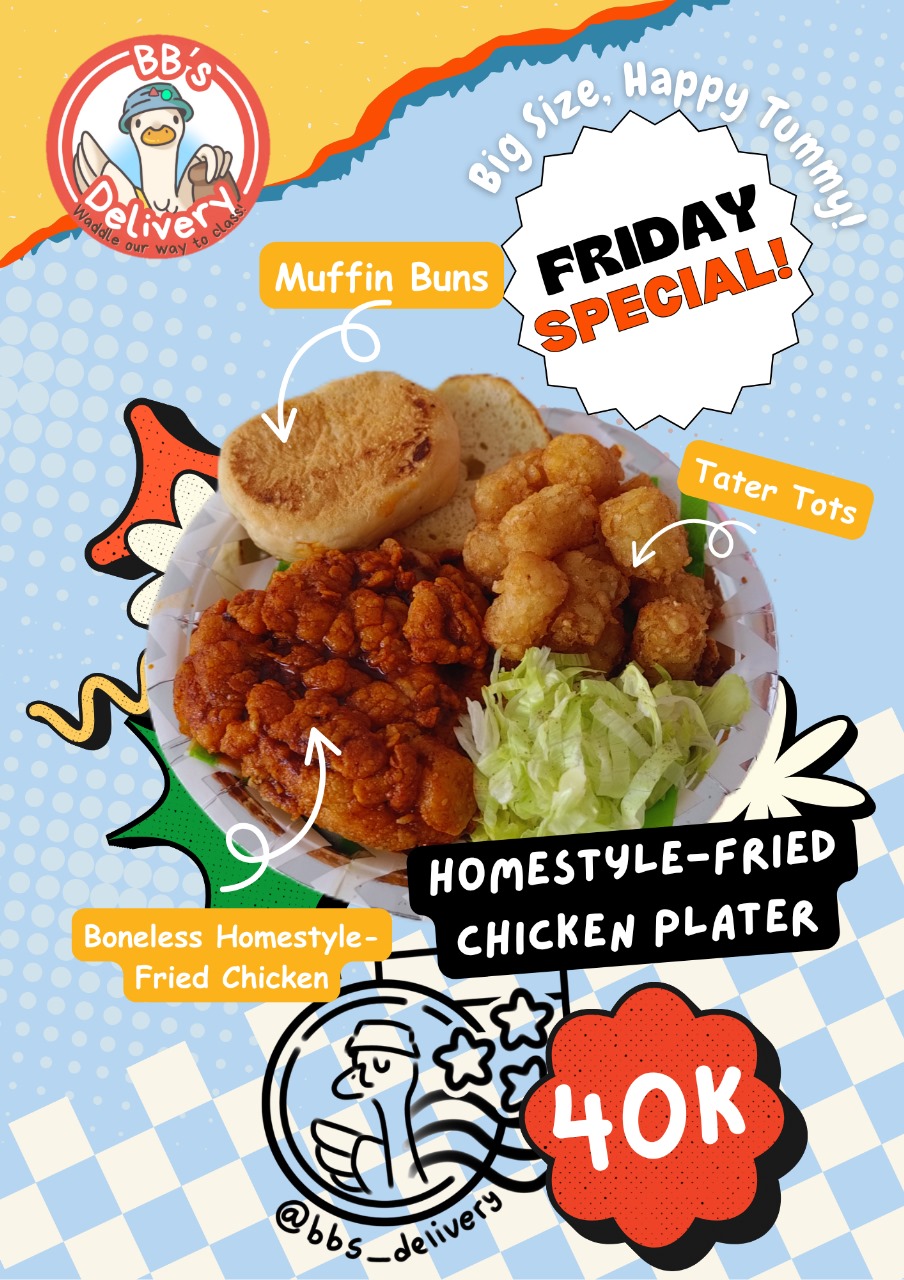 BB's
Delivery
Waddle our way to class!
Big Size, Happy Tummy!
FRIDAY
SPECIAL!
Muffin Buns
Tater Tots
HOMESTYLE-FRIED
CHICKEN PLATER
Boneless Homestyle-
Fried Chicken
40K
@bbs_delivery